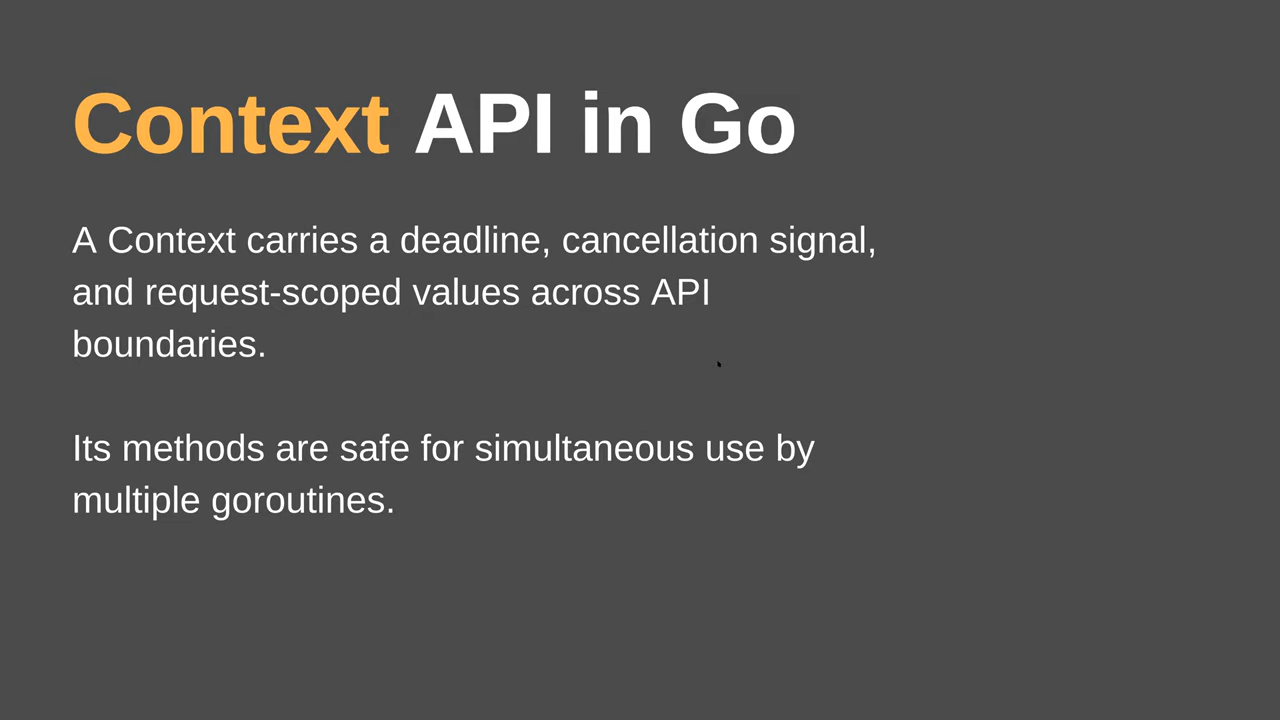 Context API in Go
A Context carries a deadline, cancellation signal,
and request-scoped values across API
boundaries.
Its methods are safe for simultaneous use by
multiple goroutines.